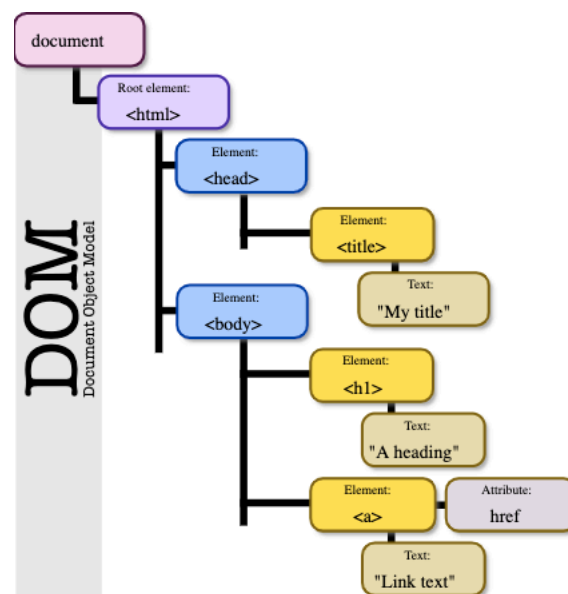 document
Root element:
<html>
Element:
<head>
Element:
<title>
Text:
"My title"
Element:
<body>
Element:
<h1>
Text:
"A heading"
Element:
<a>
Attribute:
href
Text:
"Link text"
DOM
Document Object Model